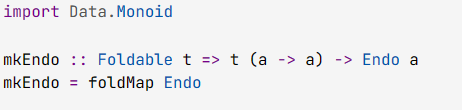 import Data.Monoid
mkEndo :: Foldable t => t (a -> a) -> Endo a
mkEndo = foldMap Endo